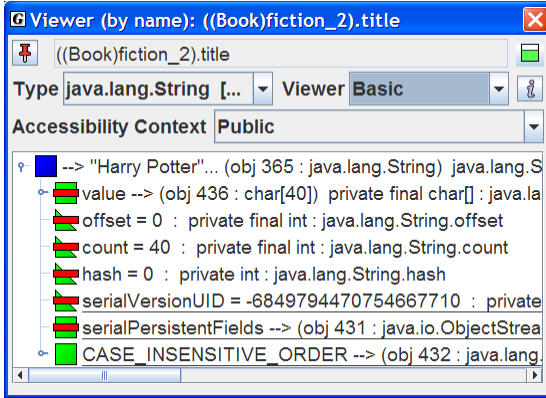 G Viewer (by name): ((Book)fiction_2).title
((Book)fiction_2).title
Type java.lang.String [... Viewer Basic i
Accessibility Context Public
--> "Harry Potter"... (obj 365 : java.lang.String) java.lang.S
value --> (obj 436 : char[40]) private final char[] : java.la
offset = 0 : private final int : java.lang.String.offset
count = 40 : private final int : java.lang.String.count
hash = 0 : private int : java.lang.String.hash
serialVersionUID = -6849794470754667710 : private
serialPersistentFields --> (obj 431 : java.io.ObjectStrea
CASE_INSENSITIVE_ORDER --> (obj 432 : java.lang.